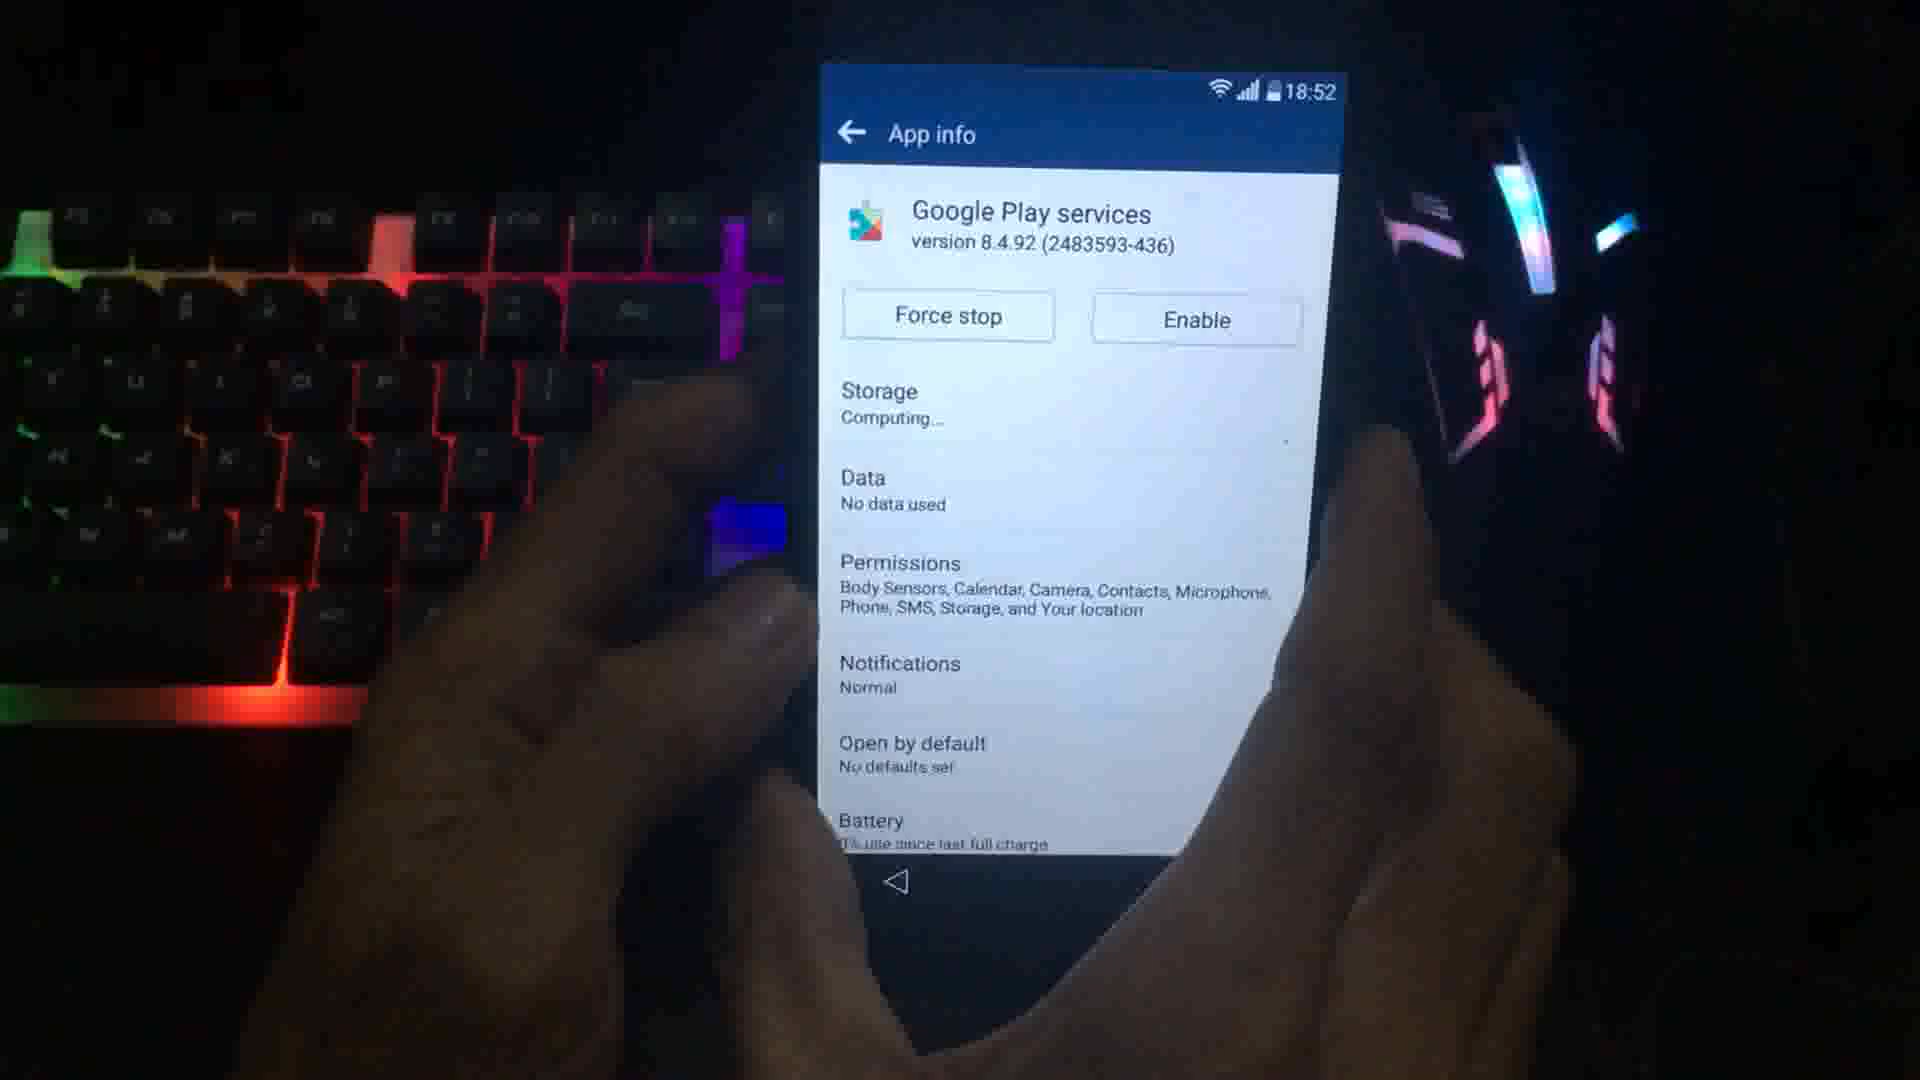 18:52
App info
Google Play services
version 8.4.92 (2483593-436)
Force stop
Enable
Storage
Computing...
Data
No data used
Permissions
Body Sensors, Calendar, Camera, Contacts, Microphone,
Phone, SMS, Storage, and Your location
Notifications
Normal
Open by default
No defaults set
Battery
use since last full charge